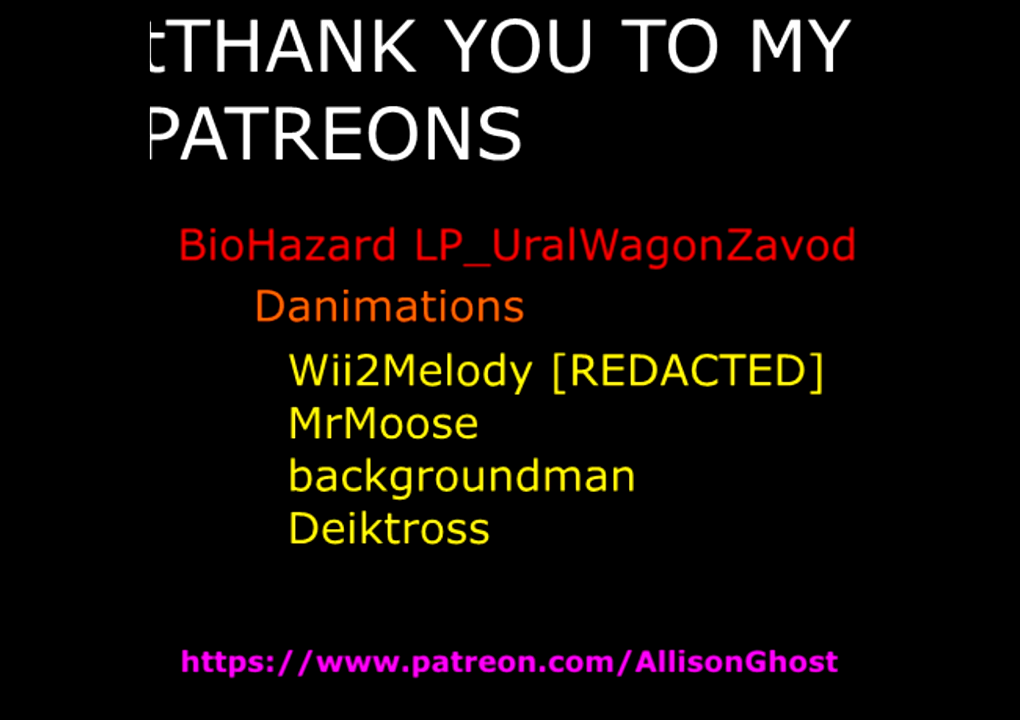 tTHANK YOU TO MY
PATREONS
BioHazard LP_UralWagonZavod
Danimations
Wii2Melody [REDACTED]
MrMoose
backgroundman
Deiktross
https://www.patreon.com/AllisonGhost